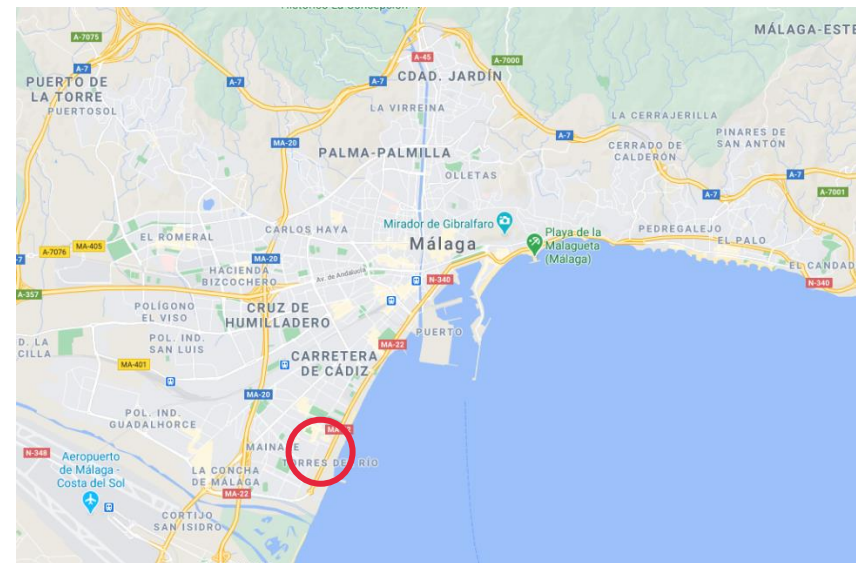 A-7075
A-45
A-7000
MÁLAGA-ESTE
A-7
PUERTO DE
LA TORRE
PUERTOSOL
A-7
A-7
CDAD. JARDÍN
LA VIRREINA
LA CERRAJERILLA
MA-20
A-7
PINARES DE
SAN ANTÓN
CERRADO DE
CALDERÓN
PALMA-PALMILLA
OLLETAS
A-7
A-7
A-7001
Mirador de Gibralfaro
CARLOS HAYA
EL ROMERAL
Málaga
Playa de la
Malagueta
(Málaga)
PEDREGALEJO
EL PALO
A-7076
MA-405
7
MA-20
HACIENDA
BIZCOCHERO
Av. de Andalucía
N-340
EL CANDAD
N-340
A-357
POLÍGONO
EL VISO
CRUZ DE
HUMILLADERO
PUERTO
D. LA
CILLA
POL. IND.
SAN LUIS
MA-22
CARRETERA
DE CÁDIZ
MA-401
MA-20
POL. IND.
GUADALHORCE
N-348
Aeropuerto
de Málaga -
Costa del Sol
LA CONCHA
DE MÁLAGA
MA-22
CORTIJO
SAN ISIDRO